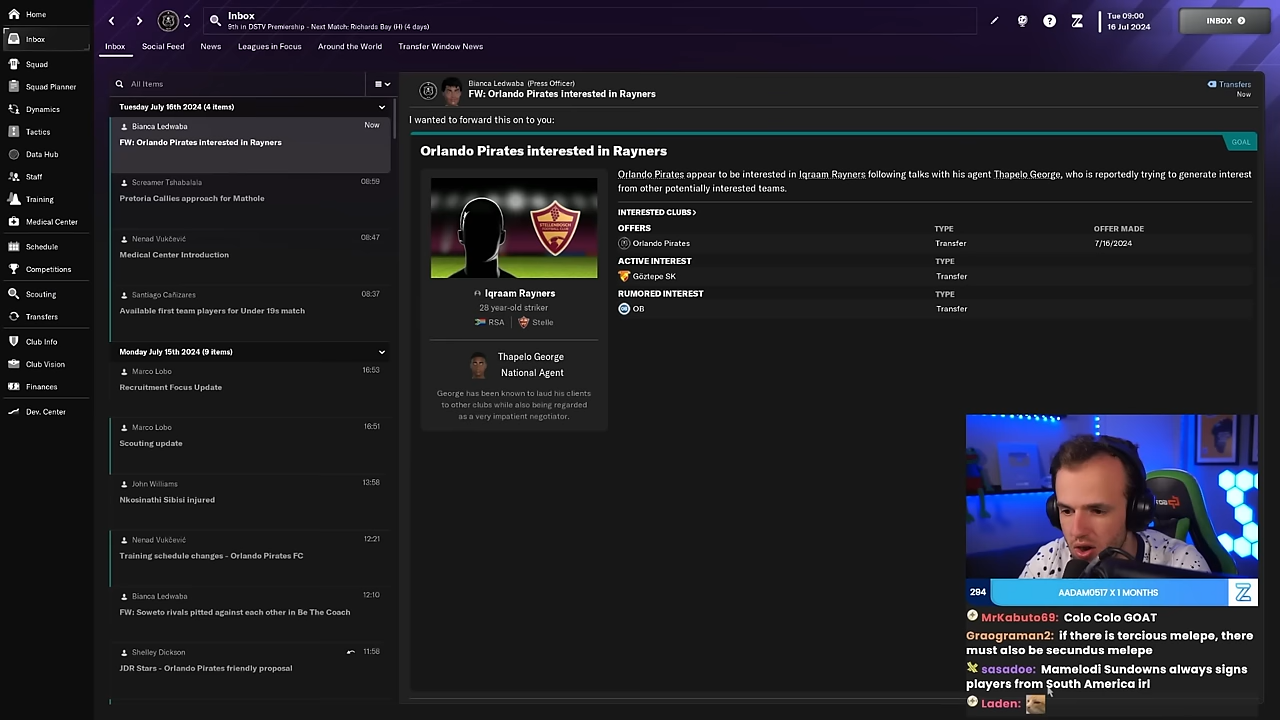 Home
Inbox
Squad
Squad Planner
Dynamics
Tactics
Data Hub
Staff
Training
Medical Center
Schedule
Competitions
Scouting
Transfers
Club Info
Club Vision
Finances
Dev. Center
Inbox
9th in DSTV Premiership - Next Match: Richards Bay (H) (4 days)
Tue 09:00
16 Jul 2024
INBOX
Inbox Social Feed News Leagues in Focus Around the World Transfer Window News
All Items
Tuesday July 16th 2024 (4 items)
Bianca Ledwaba Now
FW: Orlando Pirates interested in Rayners
Screamer Tshabalala 08:59
Pretoria Callies approach for Mathole
Nenad Vukčević 08:47
Medical Center Introduction
Santiago Cañizares 08:37
Available first team players for Under 19s match
Monday July 15th 2024 (9 items)
Marco Lobo 16:53
Recruitment Focus Update
Marco Lobo 16:51
Scouting update
John Williams 13:58
Nkosinathi Sibisi injured
Nenad Vukčević 12:21
Training schedule changes - Orlando Pirates FC
Bianca Ledwaba 12:10
FW: Soweto rivals pitted against each other in Be The Coach
Shelley Dickson 11:58
JDR Stars - Orlando Pirates friendly proposal
Bianca Ledwaba (Press Officer)
FW: Orlando Pirates interested in Rayners
Transfers
Now
I wanted to forward this on to you:
GOAL
Orlando Pirates interested in Rayners
STELLENBOSCH
Iqraam Rayners
28 year-old striker
RSA Stelle
Thapelo George
National Agent
George has been known to laud his clients
to other clubs while also being regarded
as a very impatient negotiator.
Orlando Pirates appear to be interested in Iqraam Rayners following talks with his agent Thapelo George, who is reportedly trying to generate interest
from other potentially interested teams.
INTERESTED CLUBS>
OFFERS TYPE OFFER MADE
Orlando Pirates Transfer 7/16/2024
ACTIVE INTEREST TYPE
Göztepe SK Transfer
RUMORED INTEREST TYPE
OB Transfer
294 AADAM0517 X 1 MONTHS Z
MrKabuto69: Colo Colo GOAT
Graograman2: if there is tercious melepe, there
must also be secundus melepe
sasadoe: Mamelodi Sundowns always signs
players from South America irl
Laden: